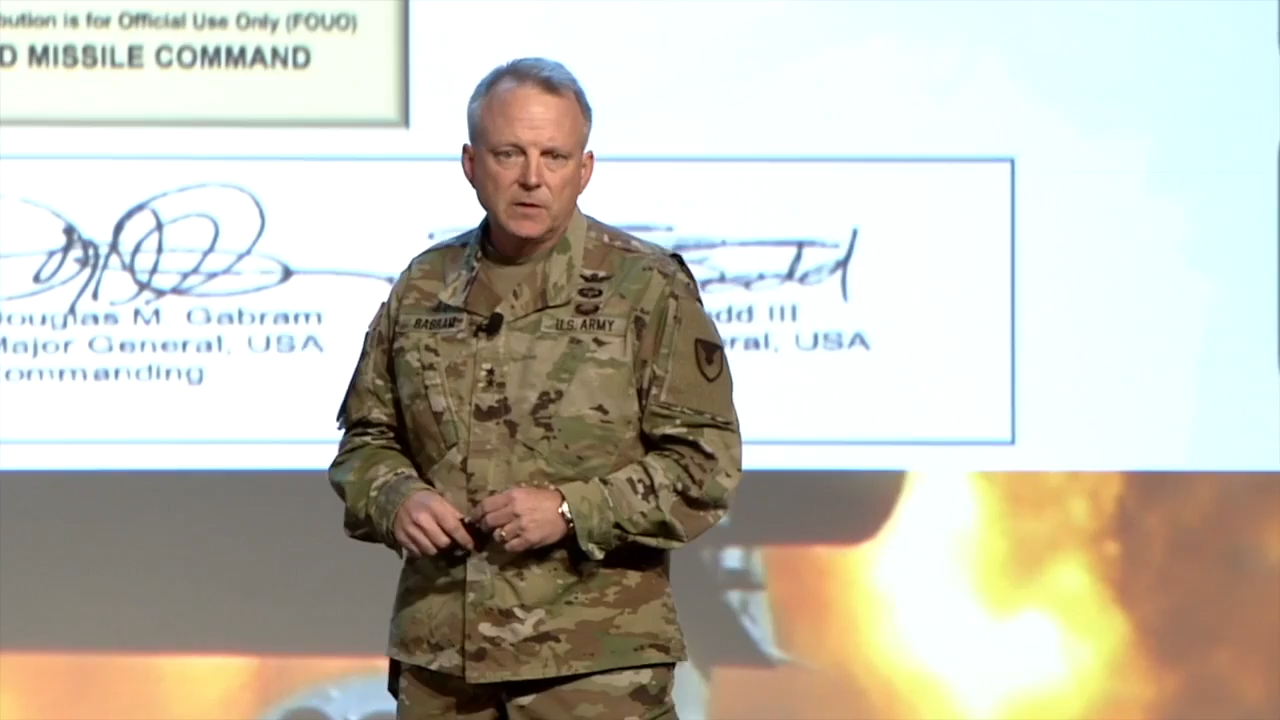 bution is for Official Use Only (FOUO)
D MISSILE COMMAND
ouglas M. Gabram
dd III
Major General, USA
ral, USA
ommanding
GABRAM
U.S. ARMY